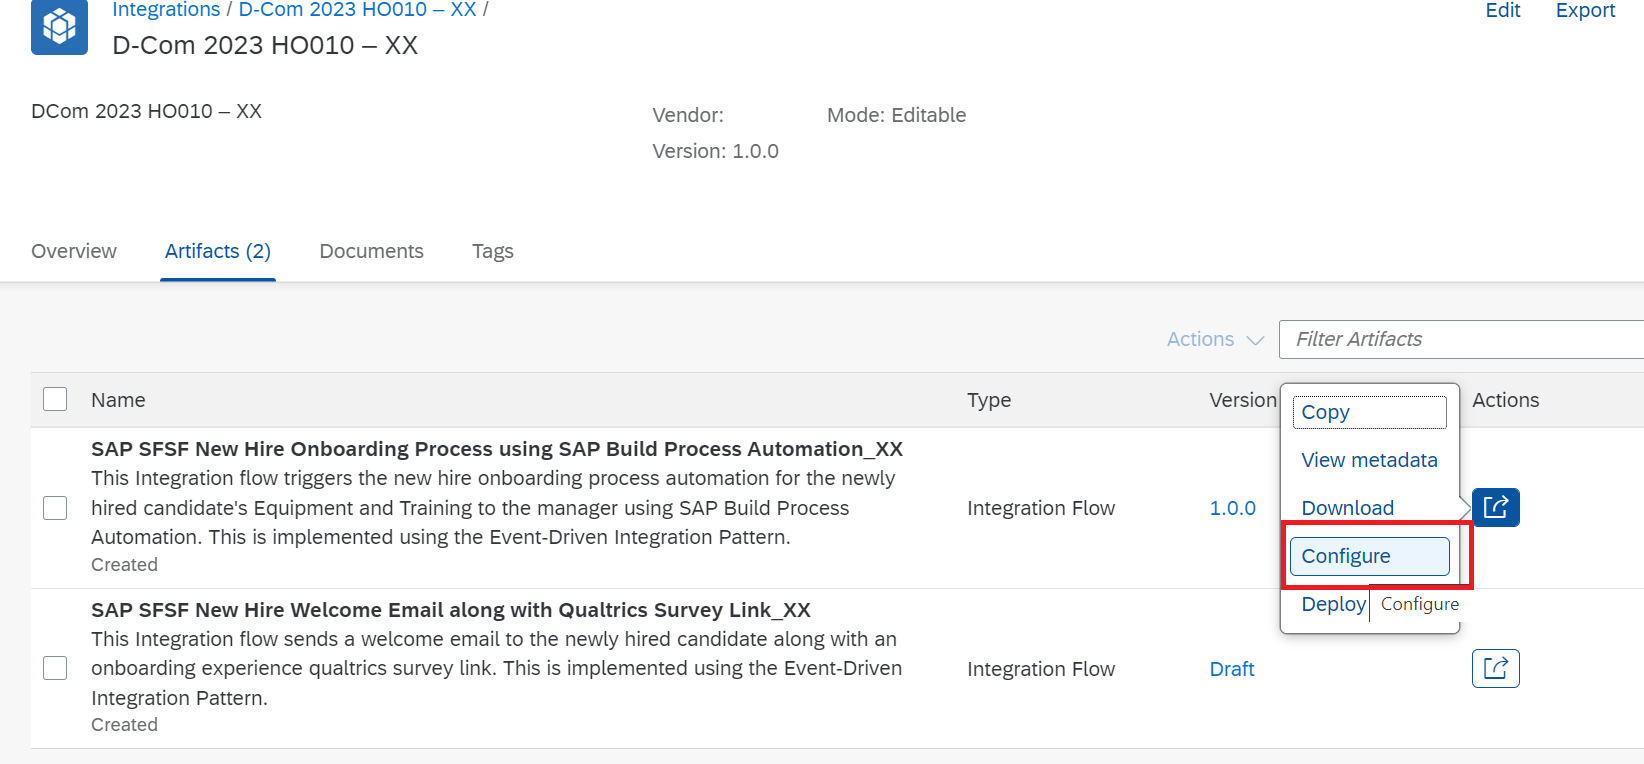 Integrations / D-Com 2023 HO010 – XX /
Edit Export
D-Com 2023 HO010 – XX
DCom 2023 HO010 – XX
Vendor: Mode: Editable
Version: 1.0.0
Overview Artifacts (2) Documents Tags
Actions Filter Artifacts
Name Type Version Actions
Copy
View metadata
Download
Configure
Deploy
Configure
SAP SFSF New Hire Onboarding Process using SAP Build Process Automation_XX
This Integration flow triggers the new hire onboarding process automation for the newly
hired candidate's Equipment and Training to the manager using SAP Build Process
Automation. This is implemented using the Event-Driven Integration Pattern.
Created
Integration Flow 1.0.0
SAP SFSF New Hire Welcome Email along with Qualtrics Survey Link_XX
This Integration flow sends a welcome email to the newly hired candidate along with an
onboarding experience qualtrics survey link. This is implemented using the Event-Driven
Integration Pattern.
Created
Integration Flow Draft